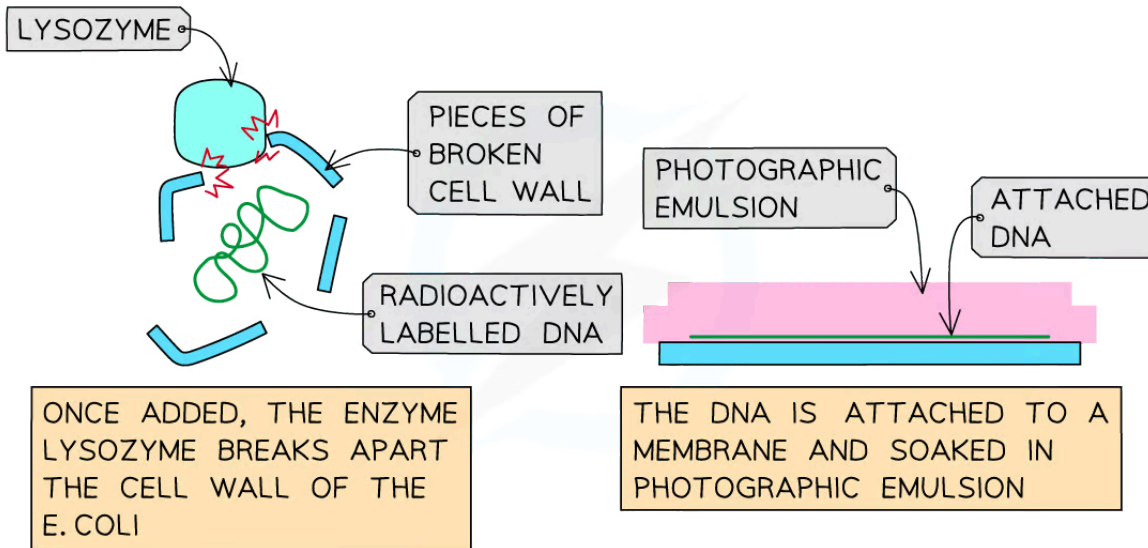 LYSOZYME
PIECES OF
BROKEN
CELL WALL
RADIOACTIVELY
LABELLED DNA
ONCE ADDED, THE ENZYME
LYSOZYME BREAKS APART
THE CELL WALL OF THE
E. COLI
PHOTOGRAPHIC
EMULSION
ATTACHED
DNA
THE DNA IS ATTACHED TO A
MEMBRANE AND SOAKED IN
PHOTOGRAPHIC EMULSION